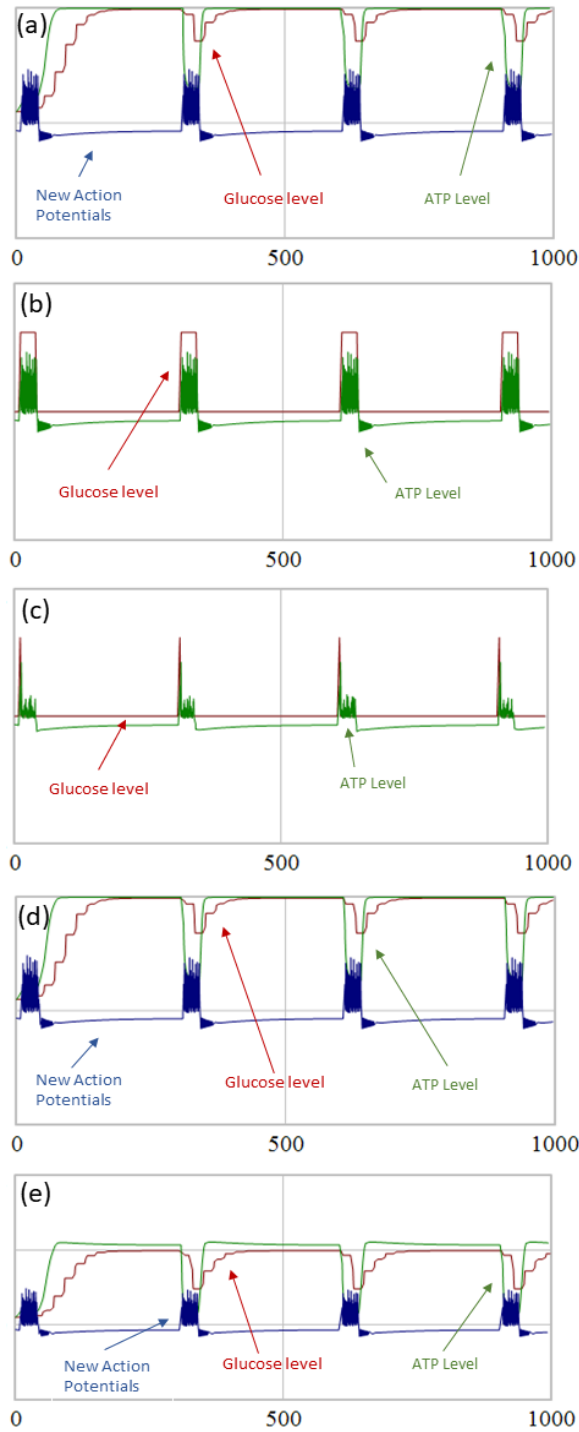 (a)
New Action
Potentials
Glucose level
ATP Level
0 500 1000
(b)
Glucose level
ATP Level
0 500 1000
(c)
Glucose level
ATP Level
0 500 1000
(d)
New Action
Potentials
Glucose level
ATP Level
0 500 1000
(e)
New Action
Potentials
Glucose level
ATP Level
0 500 1000